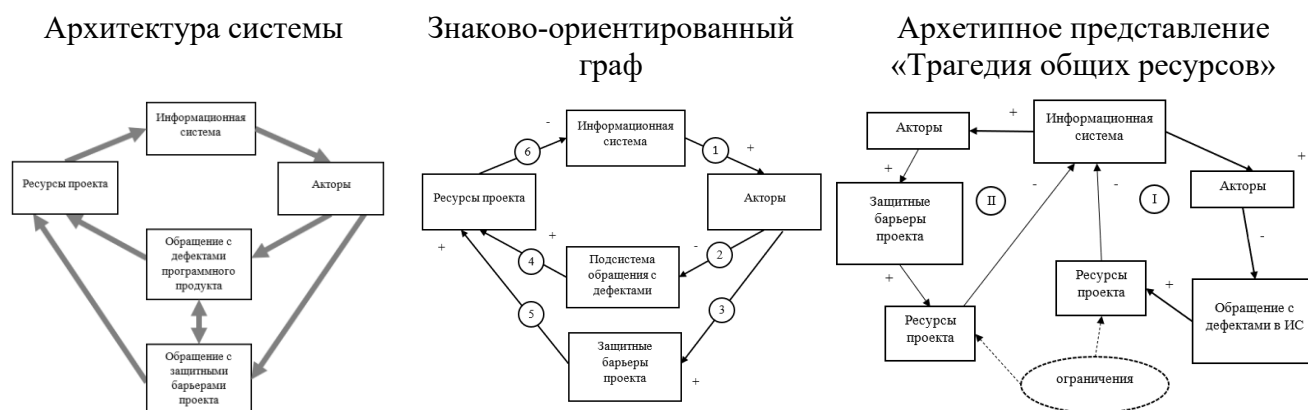 Архитектура системы
Информационная
система
Ресурсы проекта
Акторы
Обращение с
дефектами
программного
продукта
Обращение с
защитными
барьерами
проекта
Знаково-ориентированный
граф
-
6
Информационная
система
1
+
Ресурсы проекта
Акторы
+
+
-
4
Подсистема
обращения с
дефектами
2
5
3
Защитные
барьеры
проекта
+
Архетипное представление
«Трагедия общих ресурсов»
Акторы
+
Информационная
система
+
+
Акторы
Защитные
барьеры
проекта
II
-
-
I
-
+
Ресурсы
проекта
Ресурсы
проекта
+
Обращение с
дефектами в ИС
ограничения